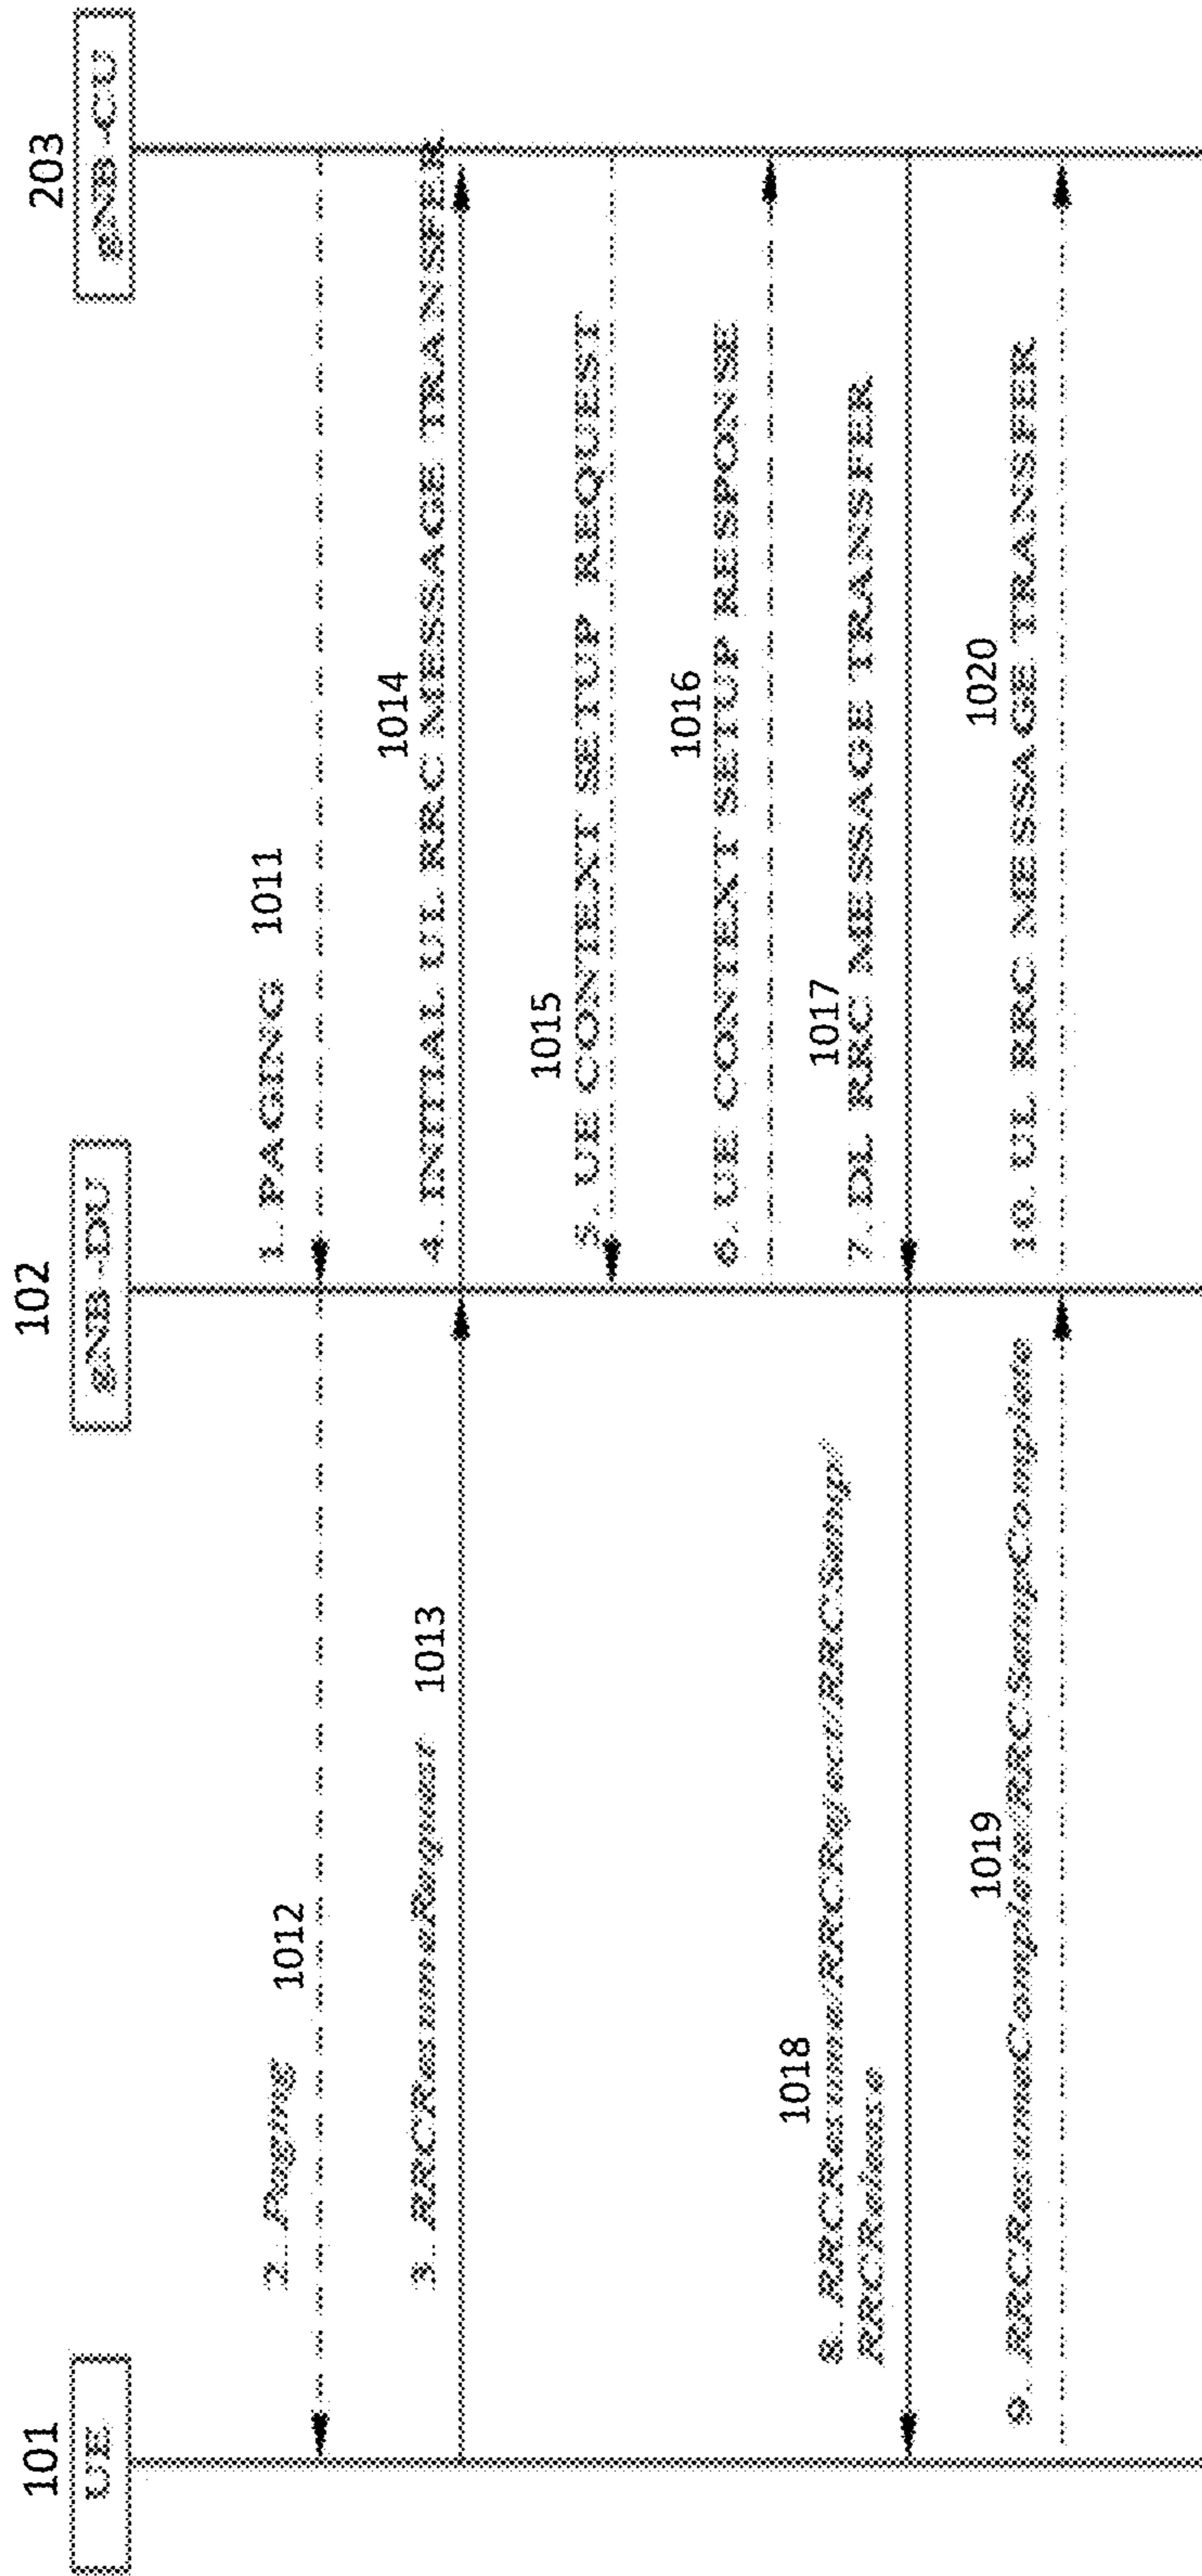 101
UE
102
gNB-DU
203
gNB-CU
1. PAGING 1011
2. Paging 1012
3. RRCResumeRequest 1013
1014
4. INITIAL UL RRC MESSAGE TRANSFER
1015
5. UE CONTEXT SETUP REQUEST
1016
6. UE CONTEXT SETUP RESPONSE
1017
7. DL RRC MESSAGE TRANSFER
1018
8. RRCResume/RRCReject/RRCSetup/
RRCRelease
1019
9. RRCResumeComplete/RRCSetupComplete
1020
10. UL RRC MESSAGE TRANSFER